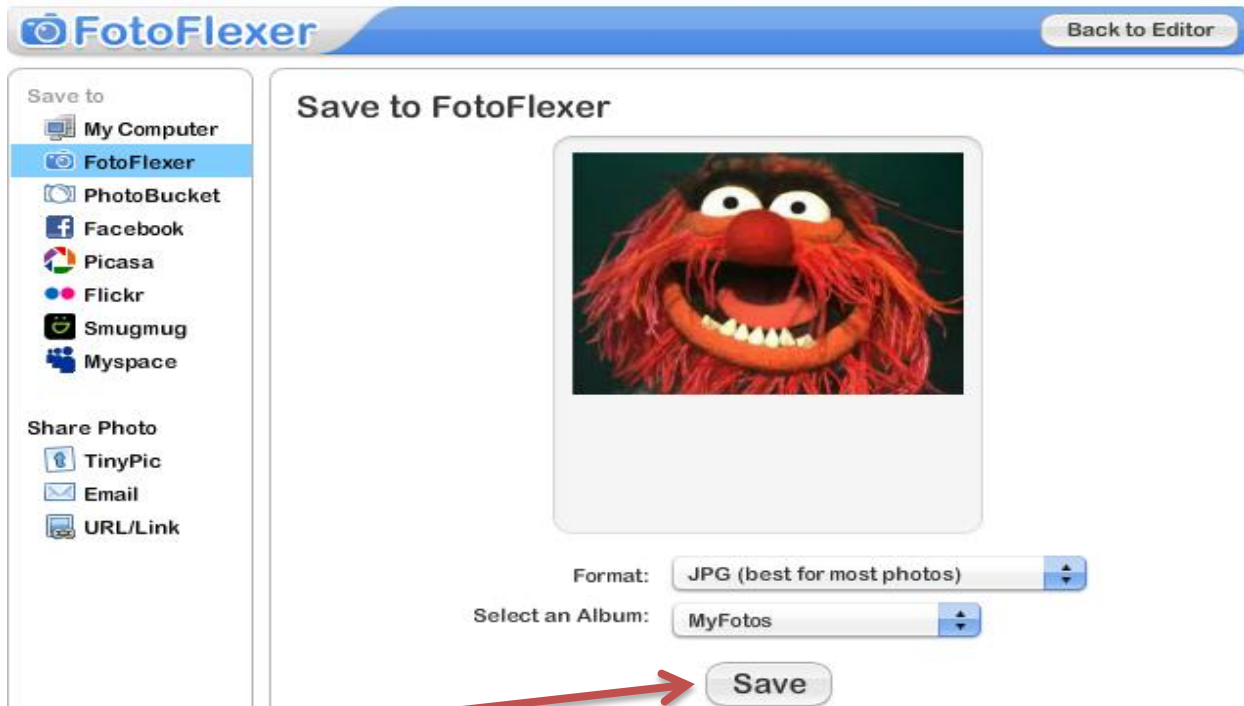 FotoFlexer
Back to Editor
Save to
My Computer
FotoFlexer
PhotoBucket
Facebook
Picasa
Flickr
Smugmug
Myspace
Share Photo
TinyPic
Email
URL/Link
Save to FotoFlexer
Format: JPG (best for most photos)
Select an Album: MyFotos
Save